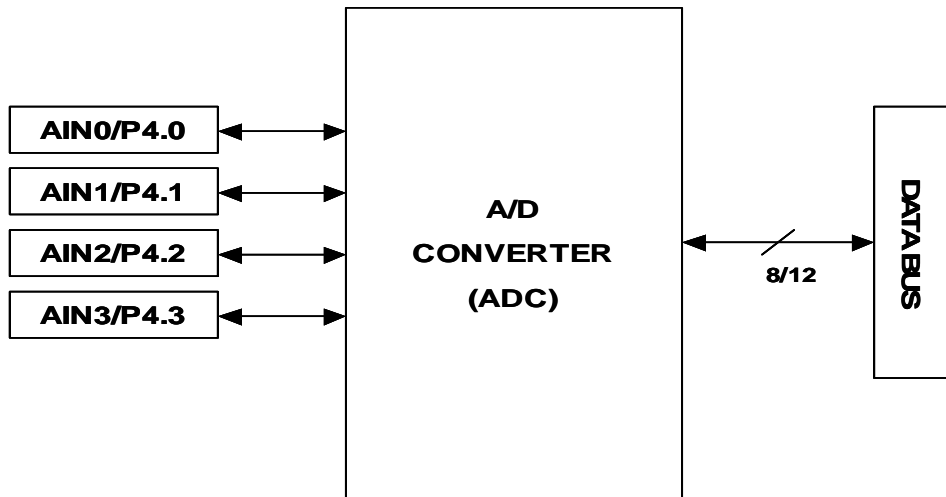 AIN0/P4.0
AIN1/P4.1
AIN2/P4.2
AIN3/P4.3
A/D
CONVERTER
(ADC)
8/12
DATA BUS